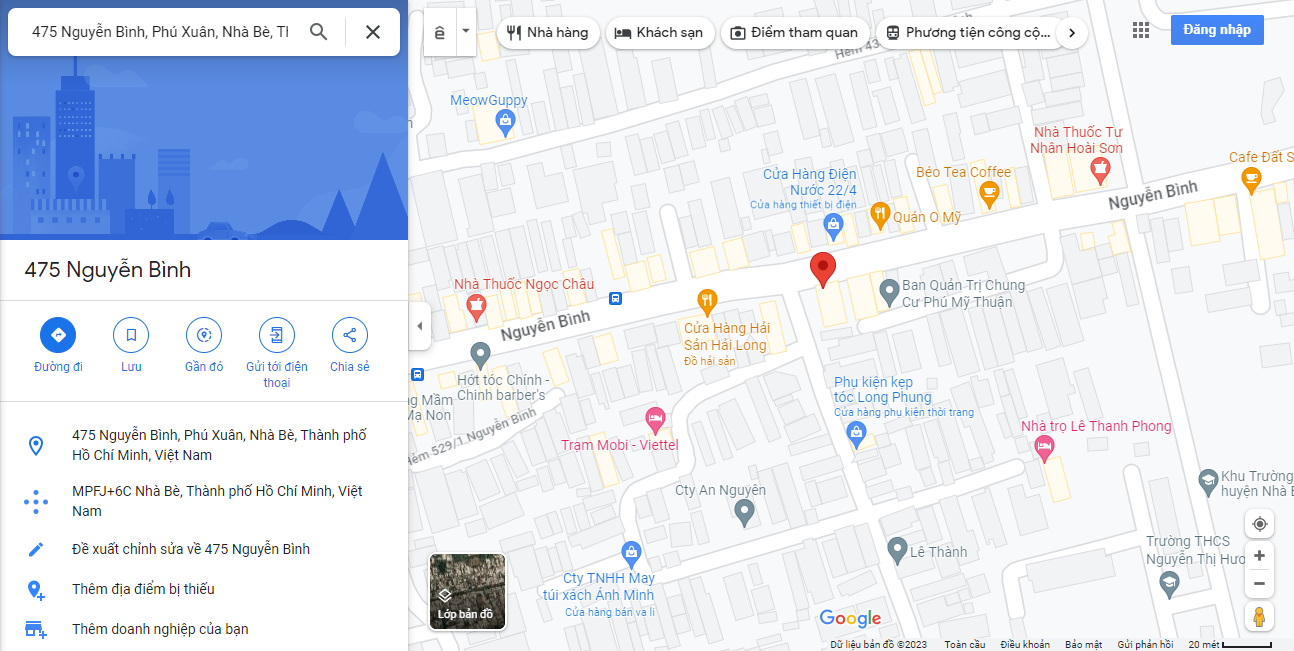 475 Nguyễn Bình, Phú Xuân, Nhà Bè, Th
ê
Nhà hàng
Khách sạn
Điểm tham quan
Phương tiện công cộ...
Đăng nhập
475 Nguyễn Bình
Đường đi
Lưu
Gần đó
Gửi tới điện
thoại
Chia sẻ
475 Nguyễn Bình, Phú Xuân, Nhà Bè, Thành phố
Hồ Chí Minh, Việt Nam
MPFJ+6C Nhà Bè, Thành phố Hồ Chí Minh, Việt
Nam
Đề xuất chỉnh sửa về 475 Nguyễn Bình
Thêm địa điểm bị thiếu
Thêm doanh nghiệp của bạn
Hẻm 43
MeowGuppy
Nhà Thuốc Tư
Nhân Hoài Sơn
Cafe Đất S
Cửa Hàng Điện
Nước 22/4
Cửa hàng thiết bị điện
Béo Tea Coffee
Quán O Mỹ
Nguyễn Bình
Nhà Thuốc Ngọc Châu
Ban Quản Trị Chung
Cư Phú Mỹ Thuận
Nguyễn Bình
Cửa Hàng Hải
Sản Hải Long
Đồ hải sản
Hớt tóc Chính -
Chinh barber's
ng Mầm
Mạ Non
Hẻm 529/1 Nguyễn Bình
Phụ kiện kẹp
tóc Long Phung
Cửa hàng phụ kiện thời trang
Trạm Mobi - Viettel
Nhà trọ Lê Thanh Phong
Cty An Nguyên
Khu Trường
huyện Nhà B
Lê Thành
Trường THCS
Nguyễn Thị Hươ
Cty TNHH May
túi xách Ánh Minh
Cửa hàng bán va li
Lớp bản đồ
Google
Dữ liệu bản đồ ©2023
Toàn cầu
Điều khoản
Bảo mật
Gửi phản hồi
20 mét